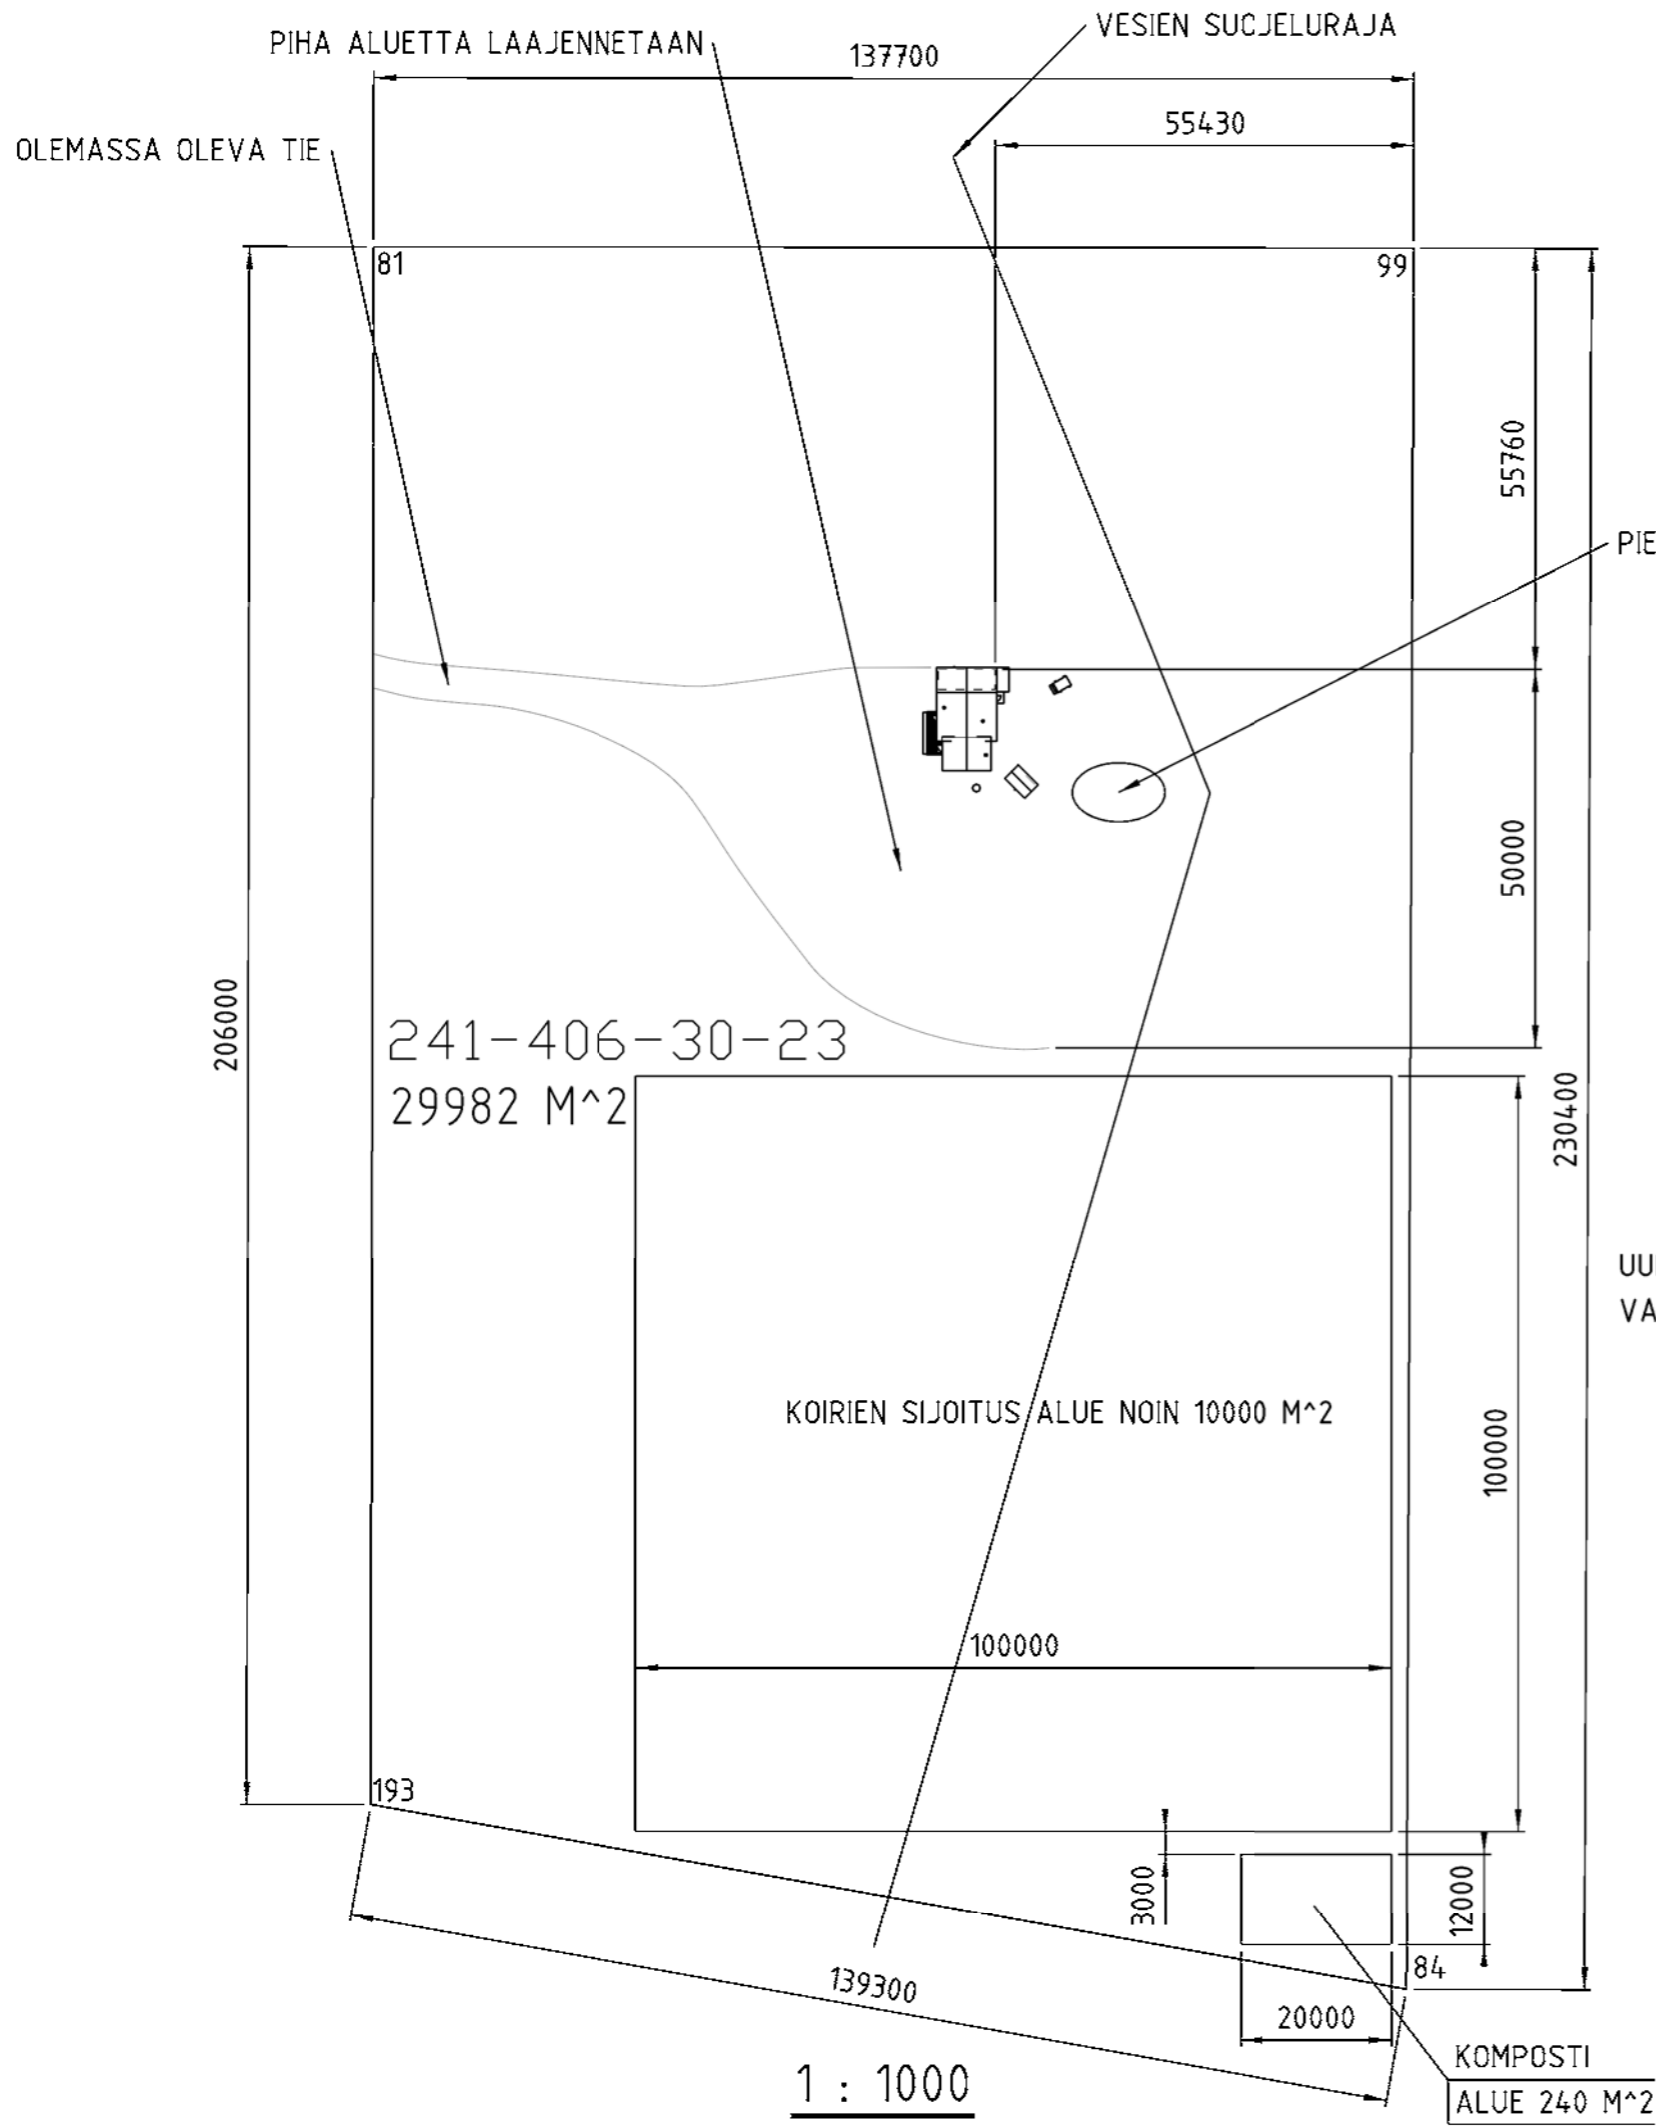 VESIEN SUCJELURAJA
PIHA ALUETTA LAAJENNETAAN
137700
55430
OLEMASSA OLEVA TIE
81
99
55760
PIE
50000
206000
241-406-30-23
29982 M^2
230400
UU
VA
KOIRIEN SIJOITUS ALUE NOIN 10000 M^2
100000
100000
193
3000
12000
84
139300
20000
KOMPOSTI
ALUE 240 M^2
1 : 1000